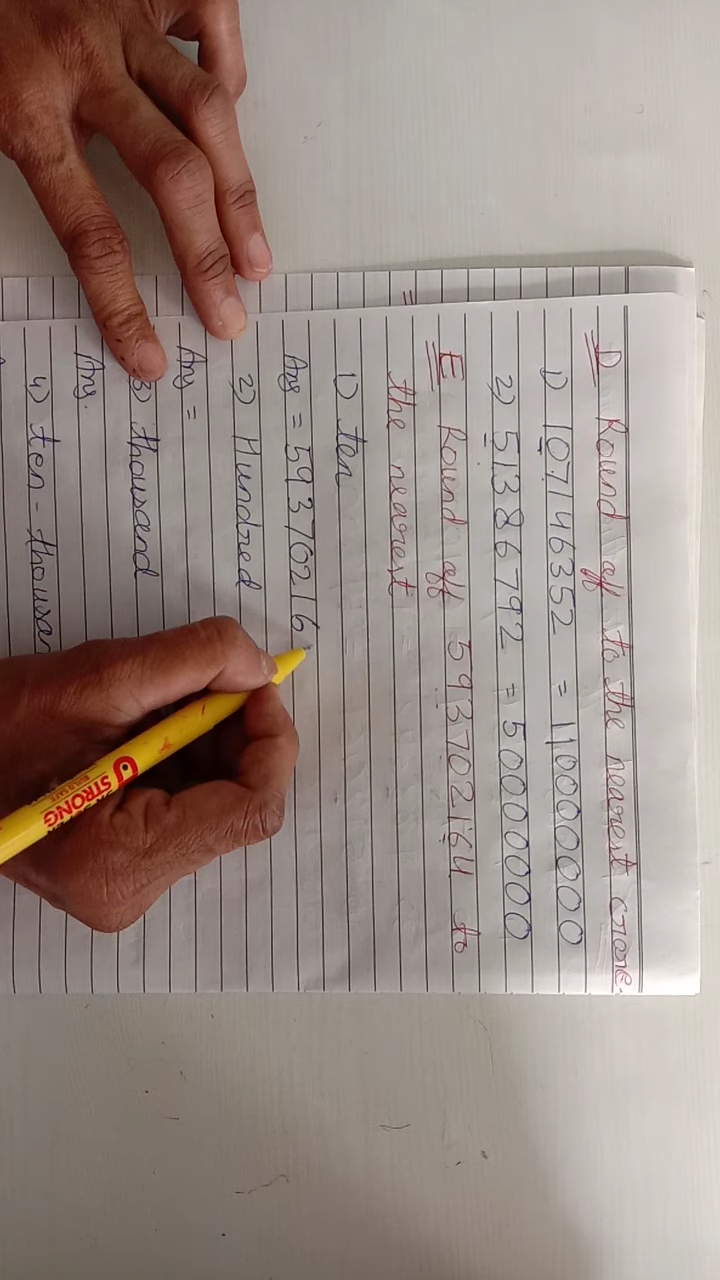 D Round off to the nearest crore.
1) 107146352 = 110000000
2) 51386792 = 50000000
E Round off 593702164 to
the nearest
1) ten
Ans = 59370216
2) Hundred
Ans =
3) thousand
Ans.
4) ten-thousan
STRONG